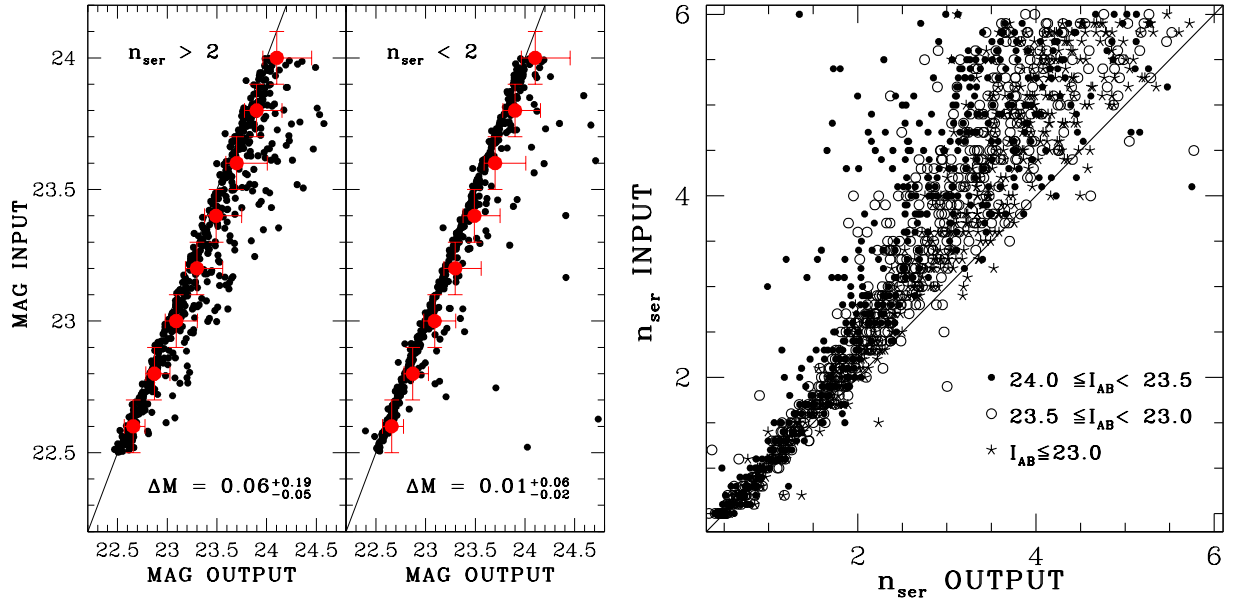 n_ser > 2
n_ser < 2
24
23.5
23
22.5
MAG INPUT
ΔM = 0.06 +0.19 -0.05
ΔM = 0.01 +0.06 -0.02
22.5 23 23.5 24 24.5
22.5 23 23.5 24 24.5
MAG OUTPUT
MAG OUTPUT
6
4
2
n_ser INPUT
24.0 ≦I_AB< 23.5
23.5 ≦I_AB< 23.0
I_AB≦23.0
2 4 6
n_ser OUTPUT